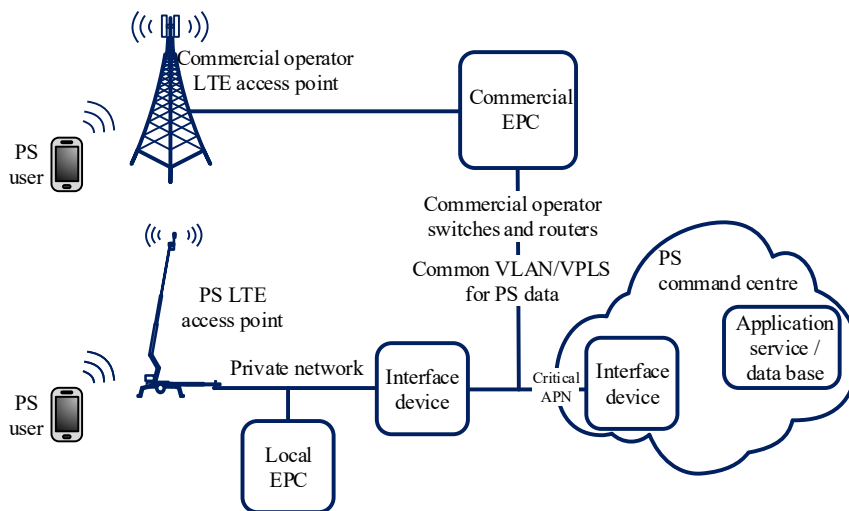 Commercial operator
LTE access point
Commercial
EPC
PS
user
Commercial operator
switches and routers
Common VLAN/VPLS
for PS data
PS
command centre
Application
service /
data base
PS LTE
access point
Private network
Interface
device
Critical
APN
Interface
device
PS
user
Local
EPC